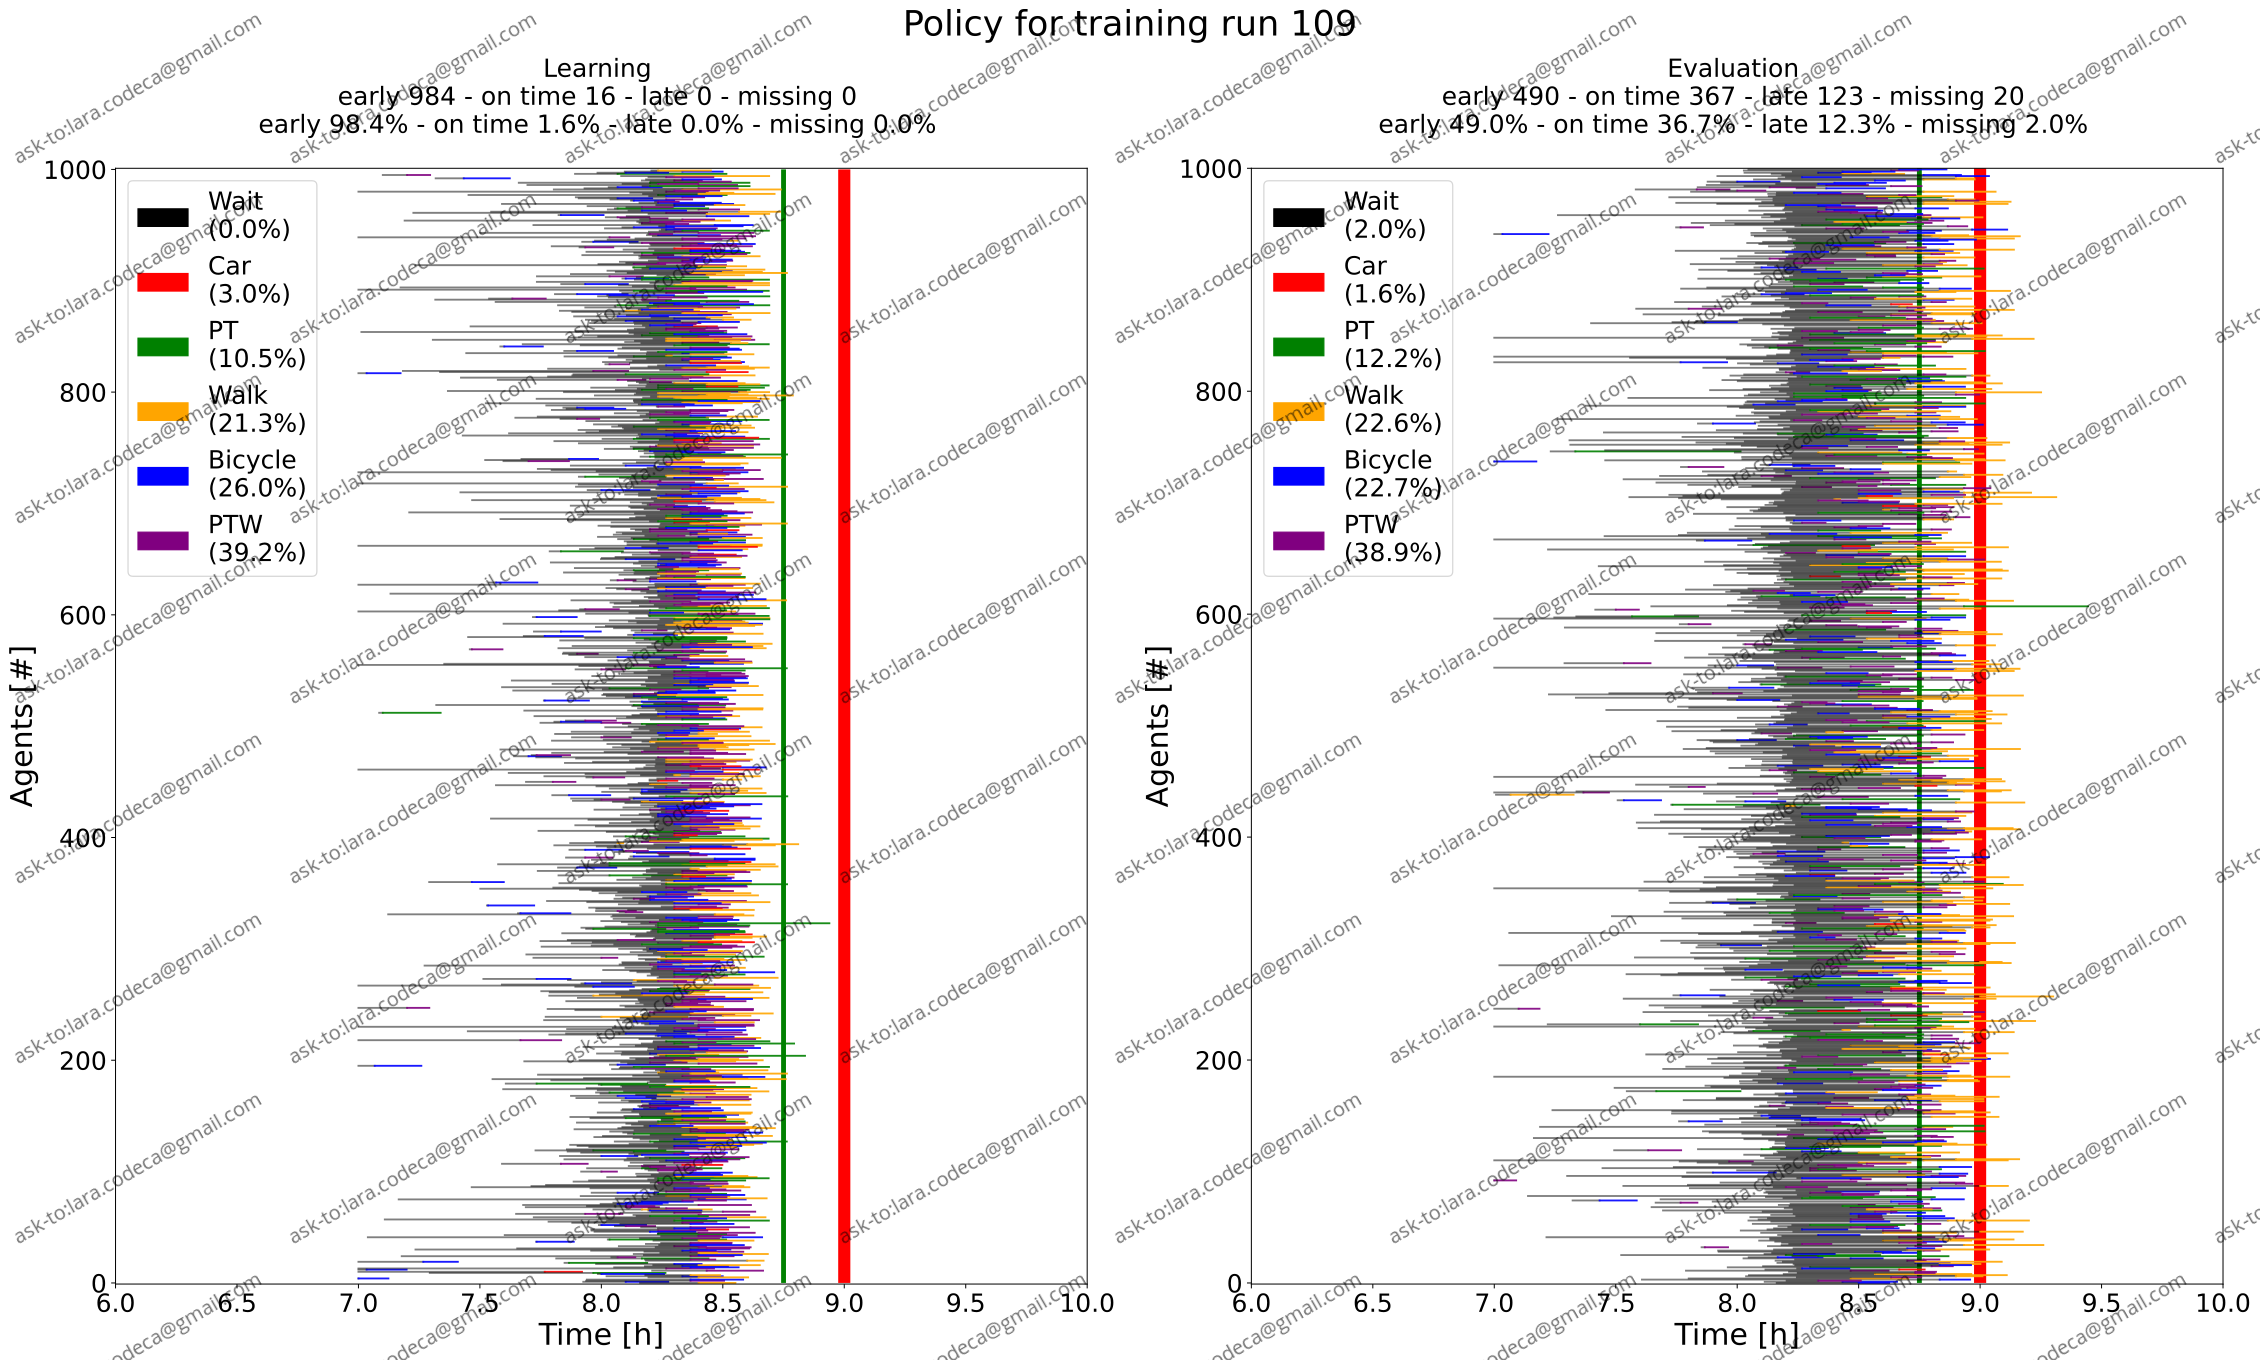 Policy for training run 109
Learning
early 984 - on time 16 - late 0 - missing 0
early 98.4% - on time 1.6% - late 0.0% - missing 0.0%
Wait
(0.0%)
Car
(3.0%)
PT
(10.5%)
Walk
(21.3%)
Bicycle
(26.0%)
PTW
(39.2%)
Agents [#]
1000
800
600
400
200
0
6.0 6.5 7.0 7.5 8.0 8.5 9.0 9.5 10.0
Time [h]
Evaluation
early 490 - on time 367 - late 123 - missing 20
early 49.0% - on time 36.7% - late 12.3% - missing 2.0%
Wait
(2.0%)
Car
(1.6%)
PT
(12.2%)
Walk
(22.6%)
Bicycle
(22.7%)
PTW
(38.9%)
Agents [#]
1000
800
600
400
200
0
6.0 6.5 7.0 7.5 8.0 8.5 9.0 9.5 10.0
Time [h]
ask-to:lara.codeca@gmail.com